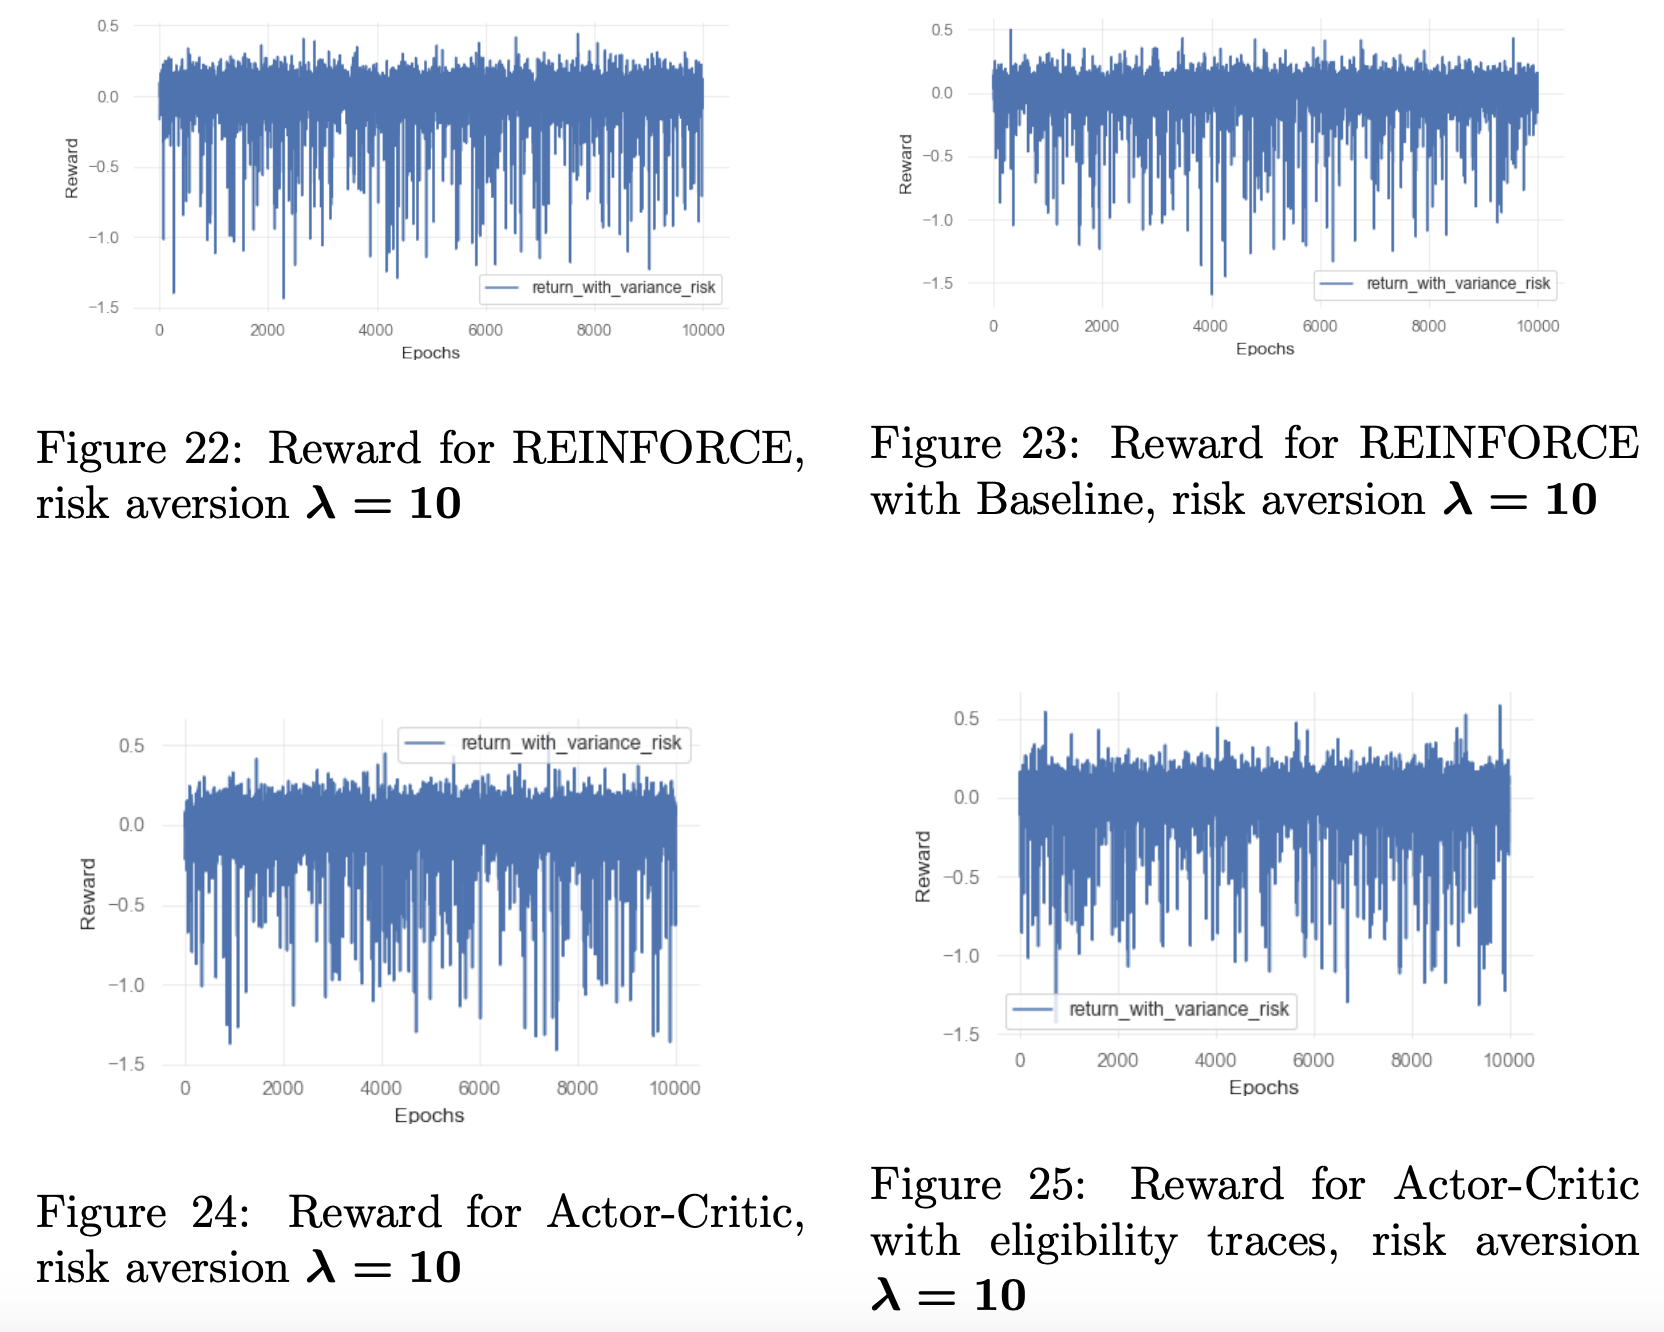 0.5
0.0
−0.5
−1.0
−1.5
Reward
return_with_variance_risk
0 2000 4000 6000 8000 10000
Epochs
Figure 22: Reward for REINFORCE,
risk aversion λ = 10
0.5
0.0
−0.5
−1.0
−1.5
Reward
return_with_variance_risk
0 2000 4000 6000 8000 10000
Epochs
Figure 23: Reward for REINFORCE
with Baseline, risk aversion λ = 10
return_with_variance_risk
0.5
0.0
−0.5
−1.0
−1.5
Reward
0 2000 4000 6000 8000 10000
Epochs
Figure 24: Reward for Actor-Critic,
risk aversion λ = 10
0.5
0.0
−0.5
−1.0
−1.5
Reward
return_with_variance_risk
0 2000 4000 6000 8000 10000
Epochs
Figure 25: Reward for Actor-Critic
with eligibility traces, risk aversion
λ = 10